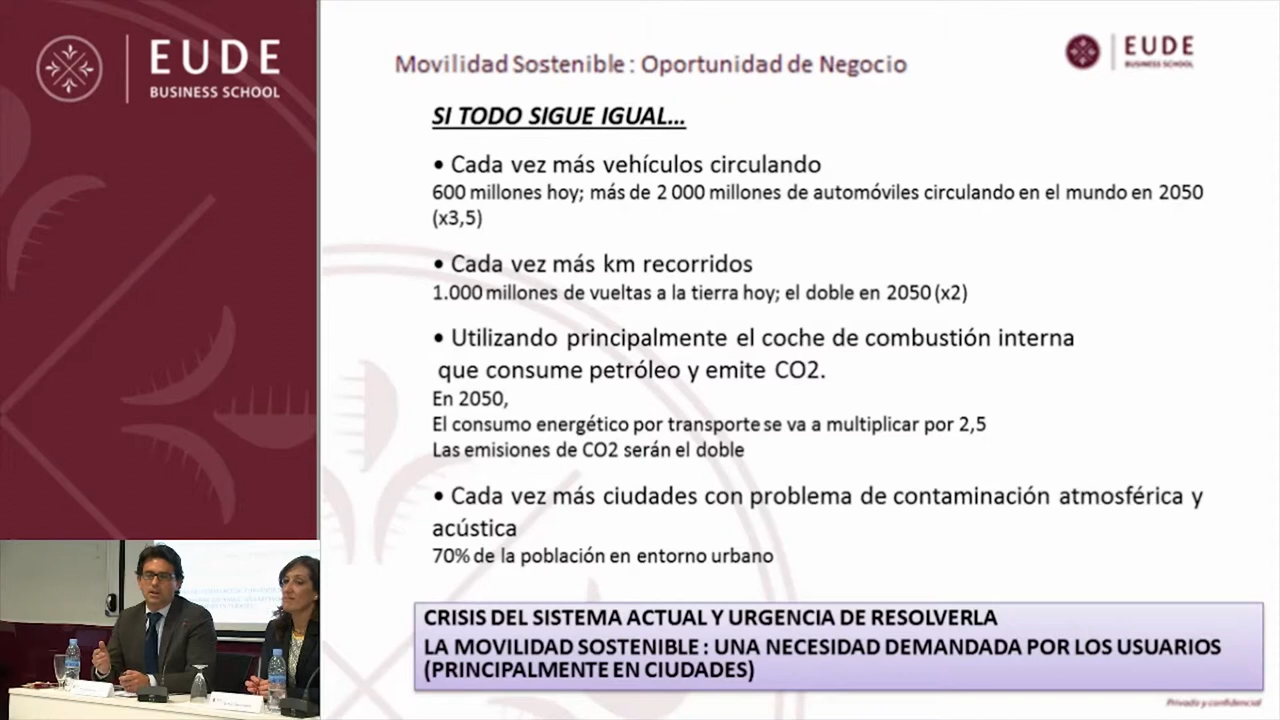 EUDE
BUSINESS SCHOOL
Movilidad Sostenible : Oportunidad de Negocio
EUDE
BUSINESS SCHOOL
SI TODO SIGUE IGUAL...
• Cada vez más vehículos circulando
600 millones hoy; más de 2 000 millones de automóviles circulando en el mundo en 2050
(x3,5)
• Cada vez más km recorridos
1.000 millones de vueltas a la tierra hoy; el doble en 2050 (x2)
• Utilizando principalmente el coche de combustión interna
que consume petróleo y emite CO2.
En 2050,
El consumo energético por transporte se va a multiplicar por 2,5
Las emisiones de CO2 serán el doble
• Cada vez más ciudades con problema de contaminación atmosférica y
acústica
70% de la población en entorno urbano
CRISIS DEL SISTEMA ACTUAL Y URGENCIA DE RESOLVERLA
LA MOVILIDAD SOSTENIBLE : UNA NECESIDAD DEMANDADA POR LOS USUARIOS
(PRINCIPALMENTE EN CIUDADES)
Privado y confidencial